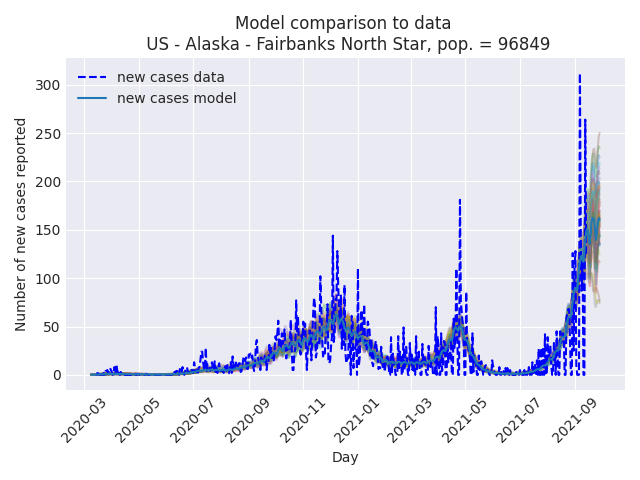 Model comparison to data
US - Alaska - Fairbanks North Star, pop. = 96849
new cases data
new cases model
Number of new cases reported
300
250
200
150
100
50
0
2020-03
2020-05
2020-07
2020-09
2020-11
2021-01
2021-03
2021-05
2021-07
2021-09
Day